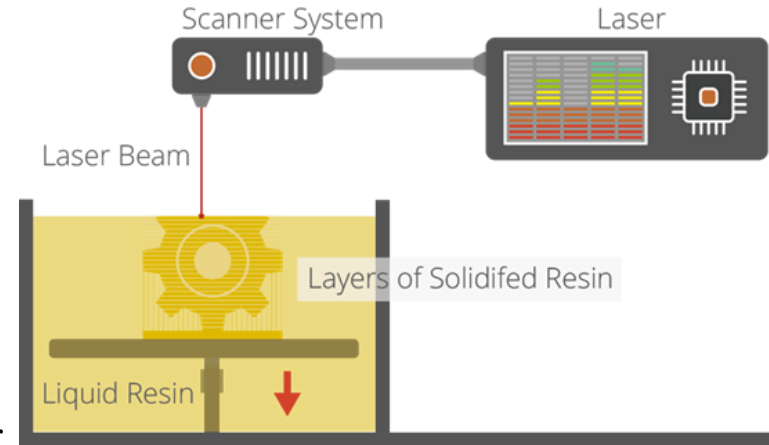 Scanner System
Laser
Laser Beam
Layers of Solidifed Resin
Liquid Resin